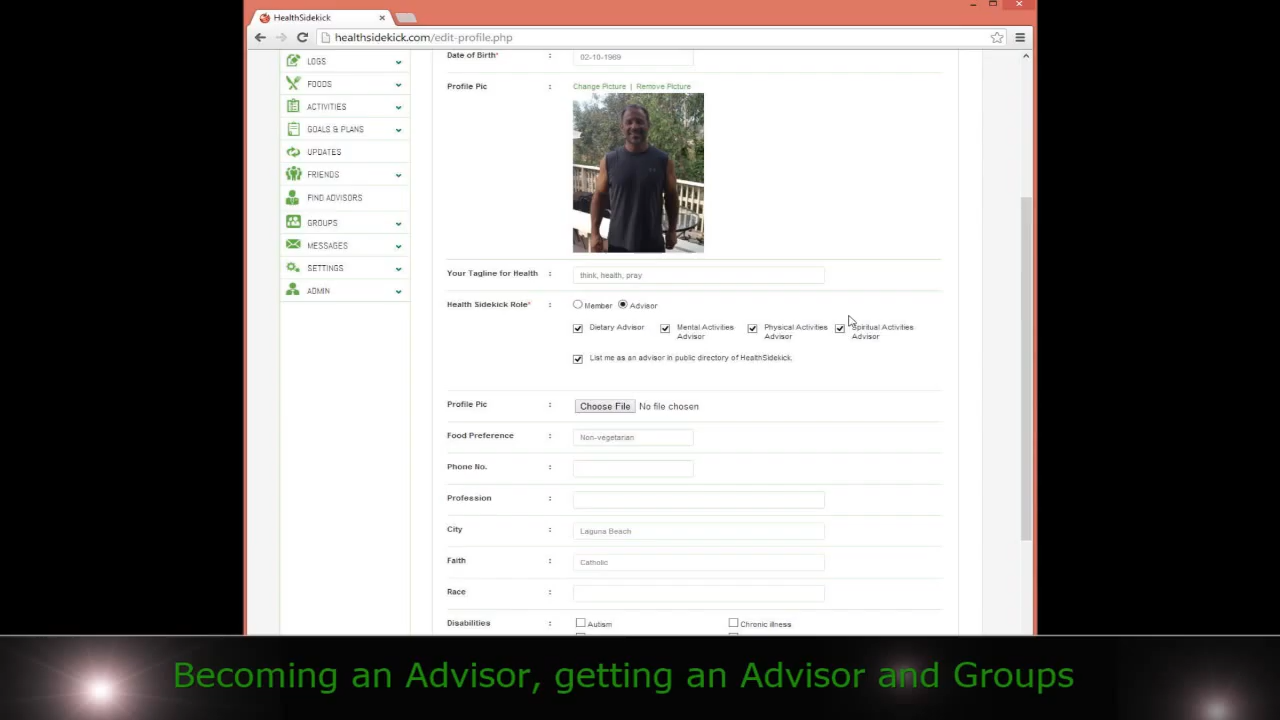 HealthSidekick
healthsidekick.com/edit-profile.php
LOGS
FOODS
ACTIVITIES
GOALS & PLANS
UPDATES
FRIENDS
FIND ADVISORS
GROUPS
MESSAGES
SETTINGS
ADMIN
Date of Birth* : 02-10-1969
Profile Pic : Change Picture | Remove Picture
Your Tagline for Health : think, health, pray
Health Sidekick Role* : Member Advisor
Dietary Advisor
Mental Activities
Advisor
Physical Activities
Advisor
Spiritual Activities
Advisor
List me as an advisor in public directory of HealthSidekick.
Profile Pic : Choose File No file chosen
Food Preference : Non-vegetarian
Phone No. :
Profession :
City : Laguna Beach
Faith : Catholic
Race :
Disabilities : Autism Chronic illness
Becoming an Advisor, getting an Advisor and Groups